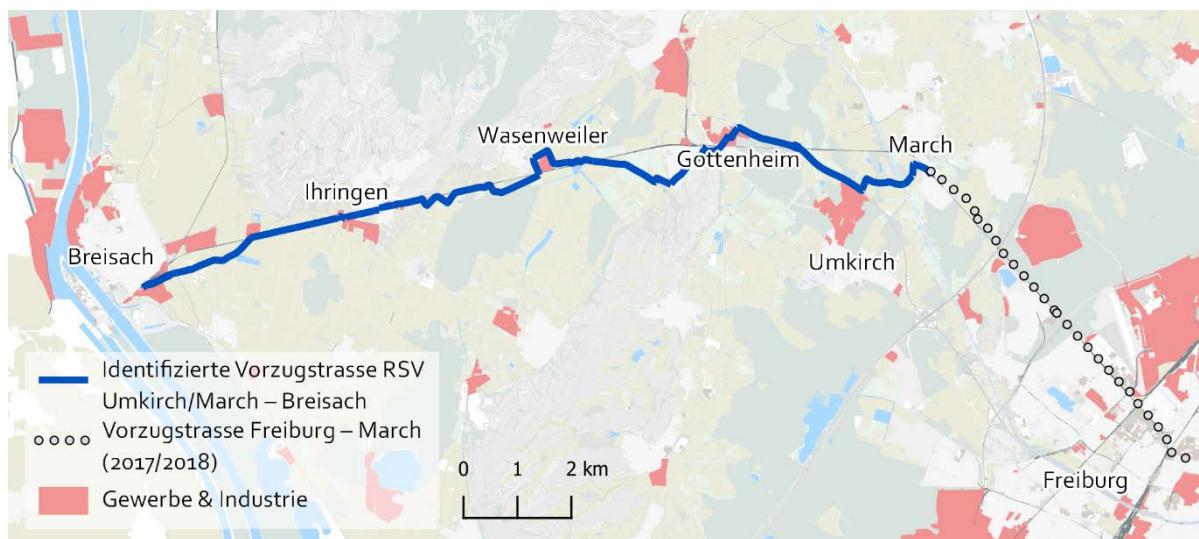 March
Wasenweiler
Gottenheim
Ihringen
Breisach
Umkirch
Identifizierte Vorzugstrasse RSV
Umkirch/March – Breisach
Vorzugstrasse Freiburg – March
(2017/2018)
Gewerbe & Industrie
0 1 2 km
Freiburg